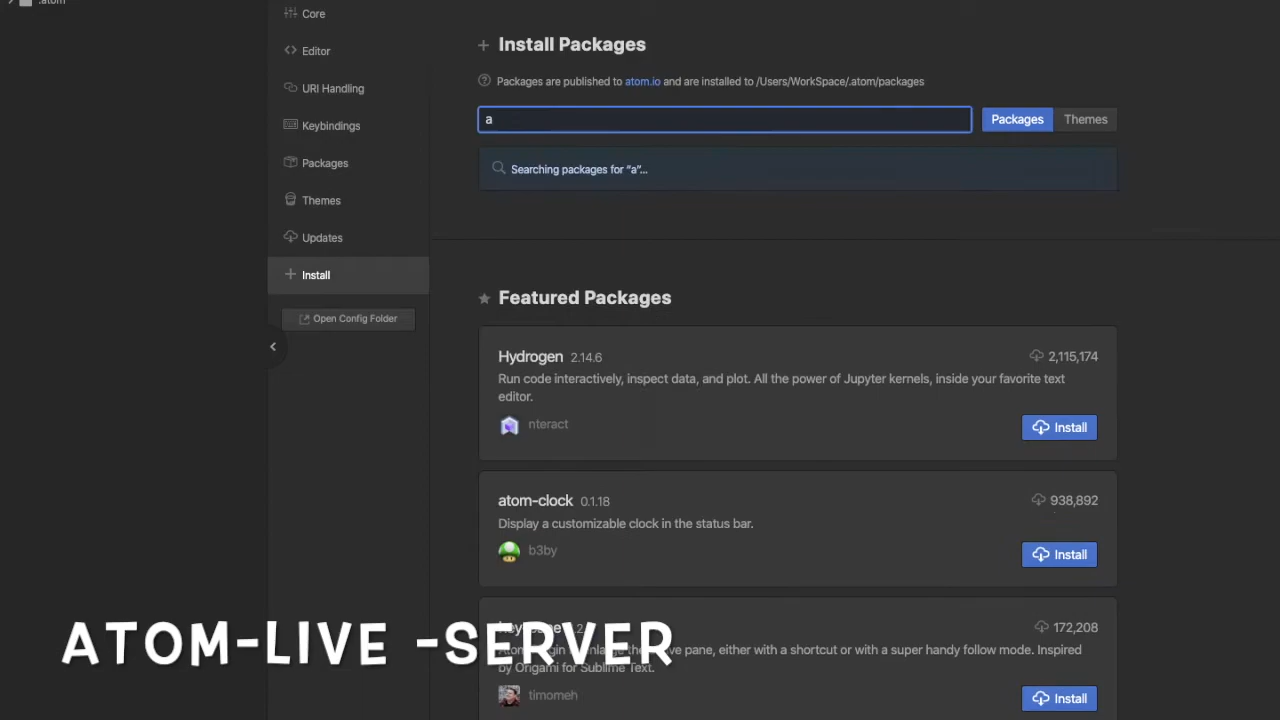 .atom
Core
Editor
URI Handling
Keybindings
Packages
Themes
Updates
Install
Open Config Folder
Install Packages
Packages are published to atom.io and are installed to /Users/WorkSpace/.atom/packages
a
Packages
Themes
Searching packages for “a”...
Featured Packages
Hydrogen 2.14.6
2,115,174
Run code interactively, inspect data, and plot. All the power of Jupyter kernels, inside your favorite text
editor.
nteract
Install
atom-clock 0.1.18
938,892
Display a customizable clock in the status bar.
b3by
Install
172,208
pane, either with a shortcut or with a super handy follow mode. Inspired
by Origami for Sublime Text.
timomeh
Install
ATOM-LIVE -SERVER